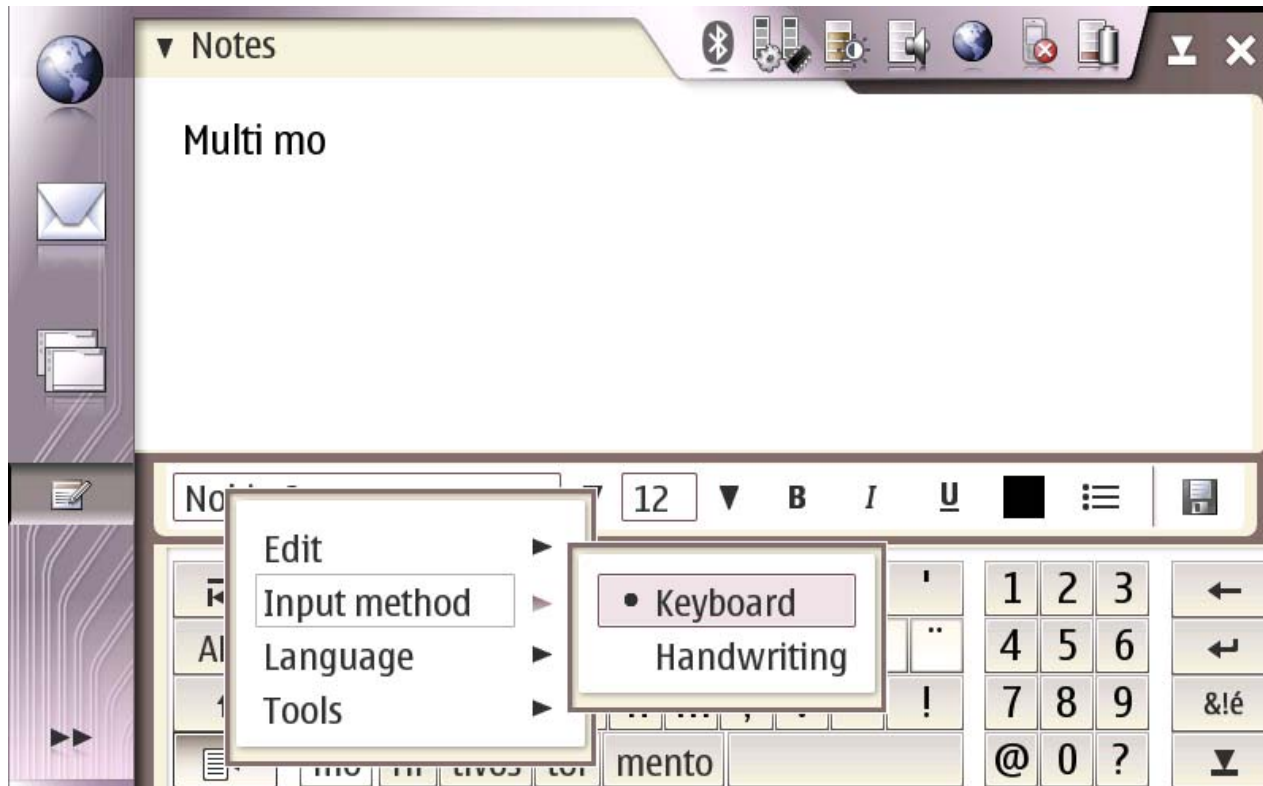 Notes
Multi mo
12 B I U
Edit
Input method
Language
Tools
Keyboard
Handwriting
' 1 2 3
¨ 4 5 6
! 7 8 9 &!é
mento @ 0 ?